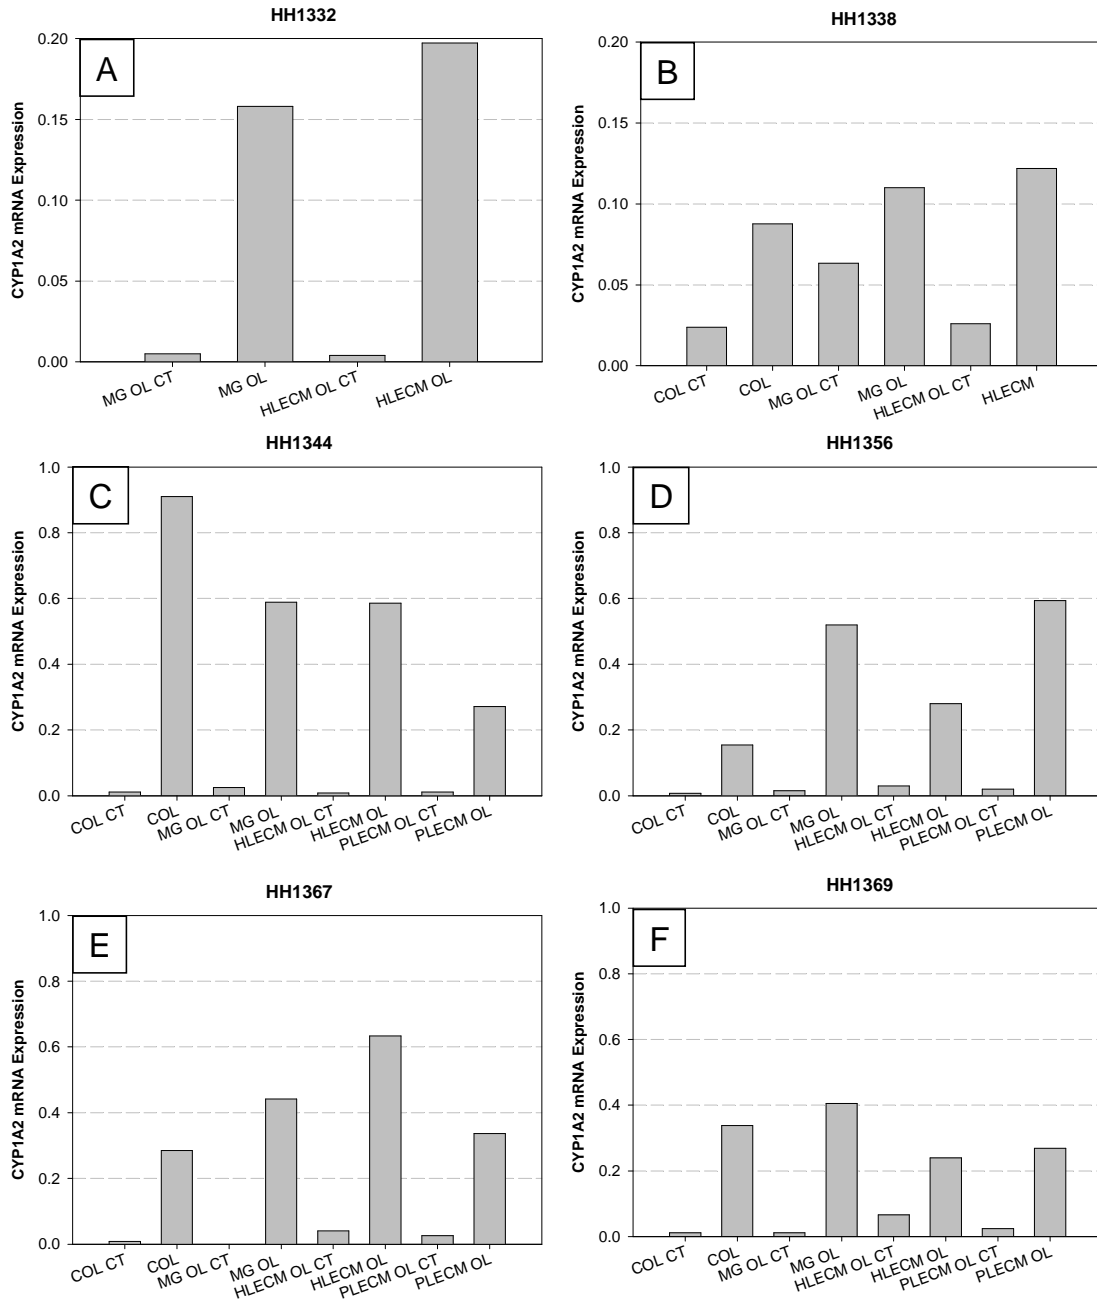 HH1332
A
CYP1A2 mRNA Expression
0.20
0.15
0.10
0.05
0.00
MG OL CT
MG OL
HLECM OL CT
HLECM OL
HH1338
B
CYP1A2 mRNA Expression
0.20
0.15
0.10
0.05
0.00
COL CT
COL
MG OL CT
MG OL
HLECM OL CT
HLECM
HH1344
C
CYP1A2 mRNA Expression
1.0
0.8
0.6
0.4
0.2
0.0
COL CT
COL
MG OL CT
MG OL
HLECM OL CT
HLECM OL
PLECM OL CT
PLECM OL
HH1356
D
CYP1A2 mRNA Expression
1.0
0.8
0.6
0.4
0.2
0.0
COL CT
COL
MG OL CT
MG OL
HLECM OL CT
HLECM OL
PLECM OL CT
PLECM OL
HH1367
E
CYP1A2 mRNA Expression
1.0
0.8
0.6
0.4
0.2
0.0
COL CT
COL
MG OL CT
MG OL
HLECM OL CT
HLECM OL
PLECM OL CT
PLECM OL
HH1369
F
CYP1A2 mRNA Expression
1.0
0.8
0.6
0.4
0.2
0.0
COL CT
COL
MG OL CT
MG OL
HLECM OL CT
HLECM OL
PLECM OL CT
PLECM OL